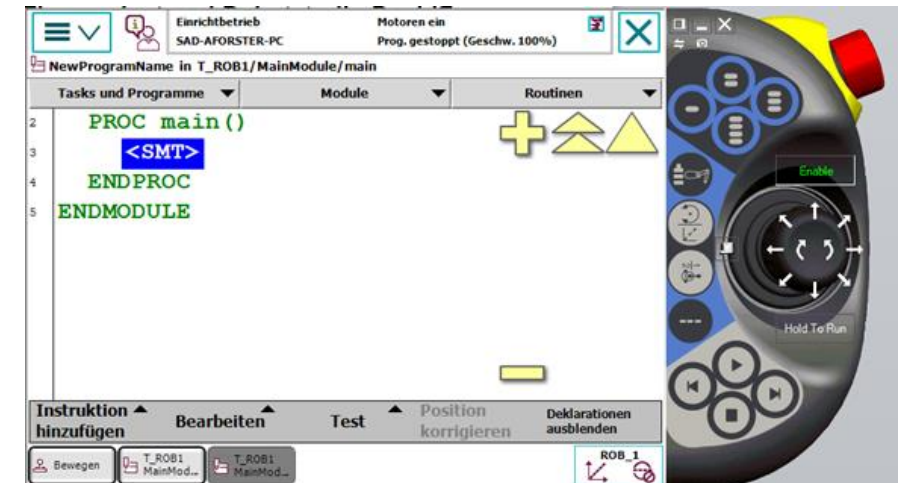 Einrichtbetrieb
SAD-AFORSTER-PC
Motoren ein
Prog. gestoppt (Geschw. 100%)
NewProgramName in T_ROB1/MainModule/main
Tasks und Programme
Module
Routinen
2 PROC main()
3 <SMT>
4 ENDPROC
5 ENDMODULE
Instruktion hinzufügen
Bearbeiten
Test
Position korrigieren
Deklarationen ausblenden
Bewegen
T_ROB1
MainMod...
T_ROB1
MainMod...
ROB_1
Enable
Hold To Run